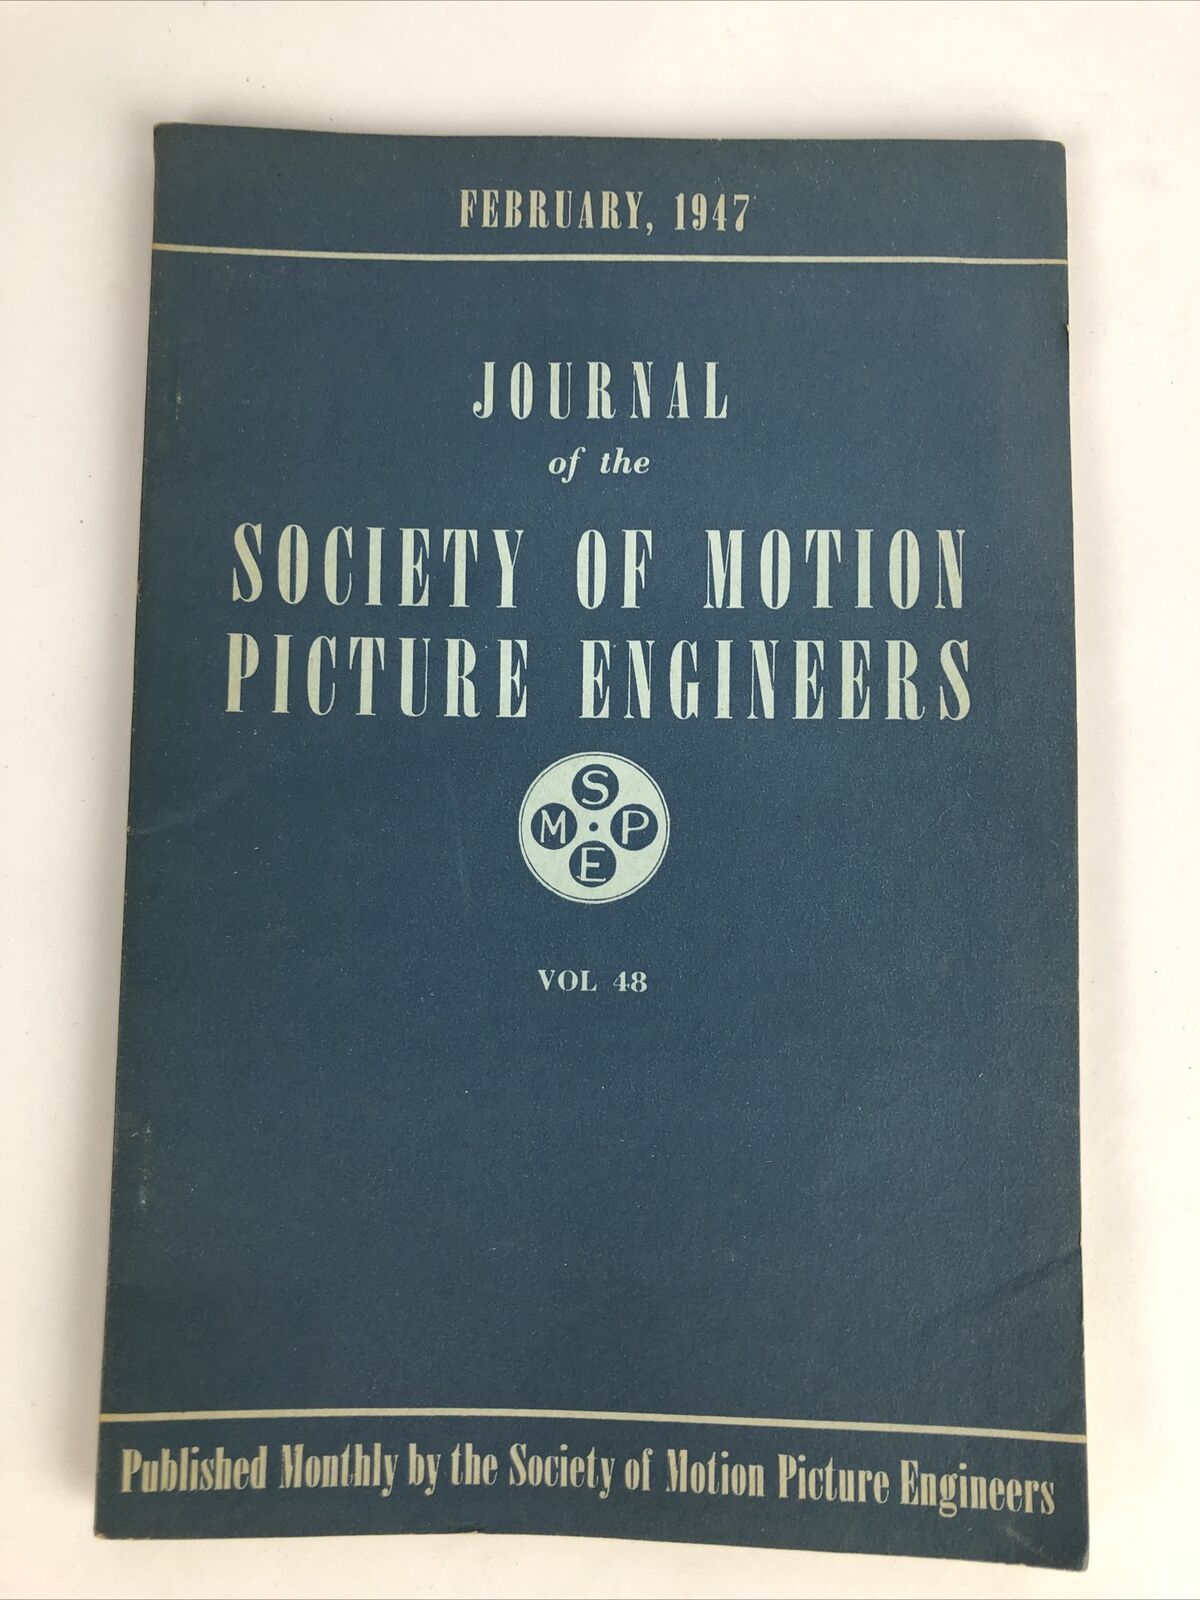 FEBRUARY, 1947
JOURNAL
of the
SOCIETY OF MOTION
PICTURE ENGINEERS
S
M P
E
VOL 48
Published Monthly by the Society of Motion Picture Engineers